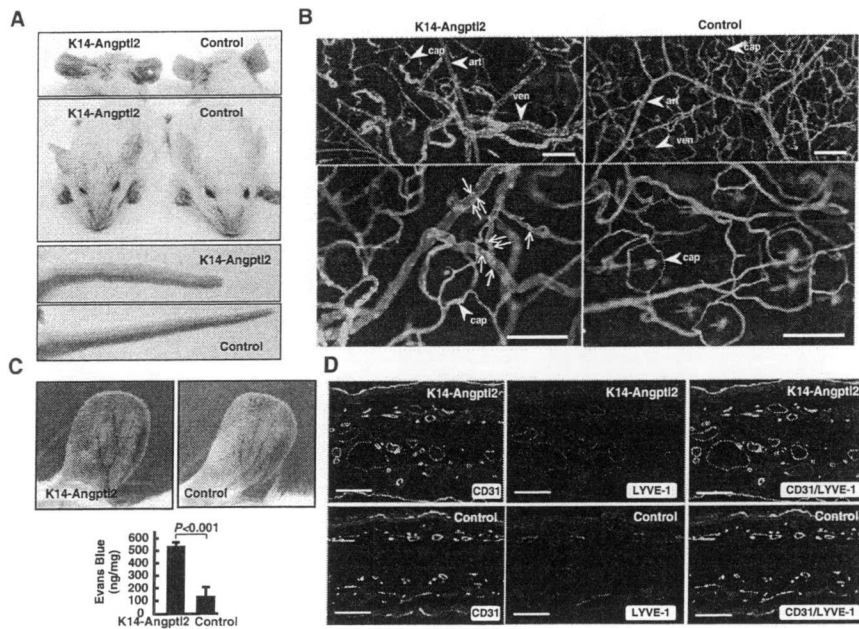 A
K14-Angptl2 Control
K14-Angptl2 Control
K14-Angptl2
Control
B
K14-Angptl2 Control
cap
art
ven
cap
art
ven
cap
cap
C
K14-Angptl2
Control
P<0.001
Evans Blue
(ng/mg)
600
500
400
300
200
100
0
K14-Angptl2 Control
D
K14-Angptl2 K14-Angptl2 K14-Angptl2
CD31 LYVE-1 CD31/LYVE-1
Control Control Control
CD31 LYVE-1 CD31/LYVE-1